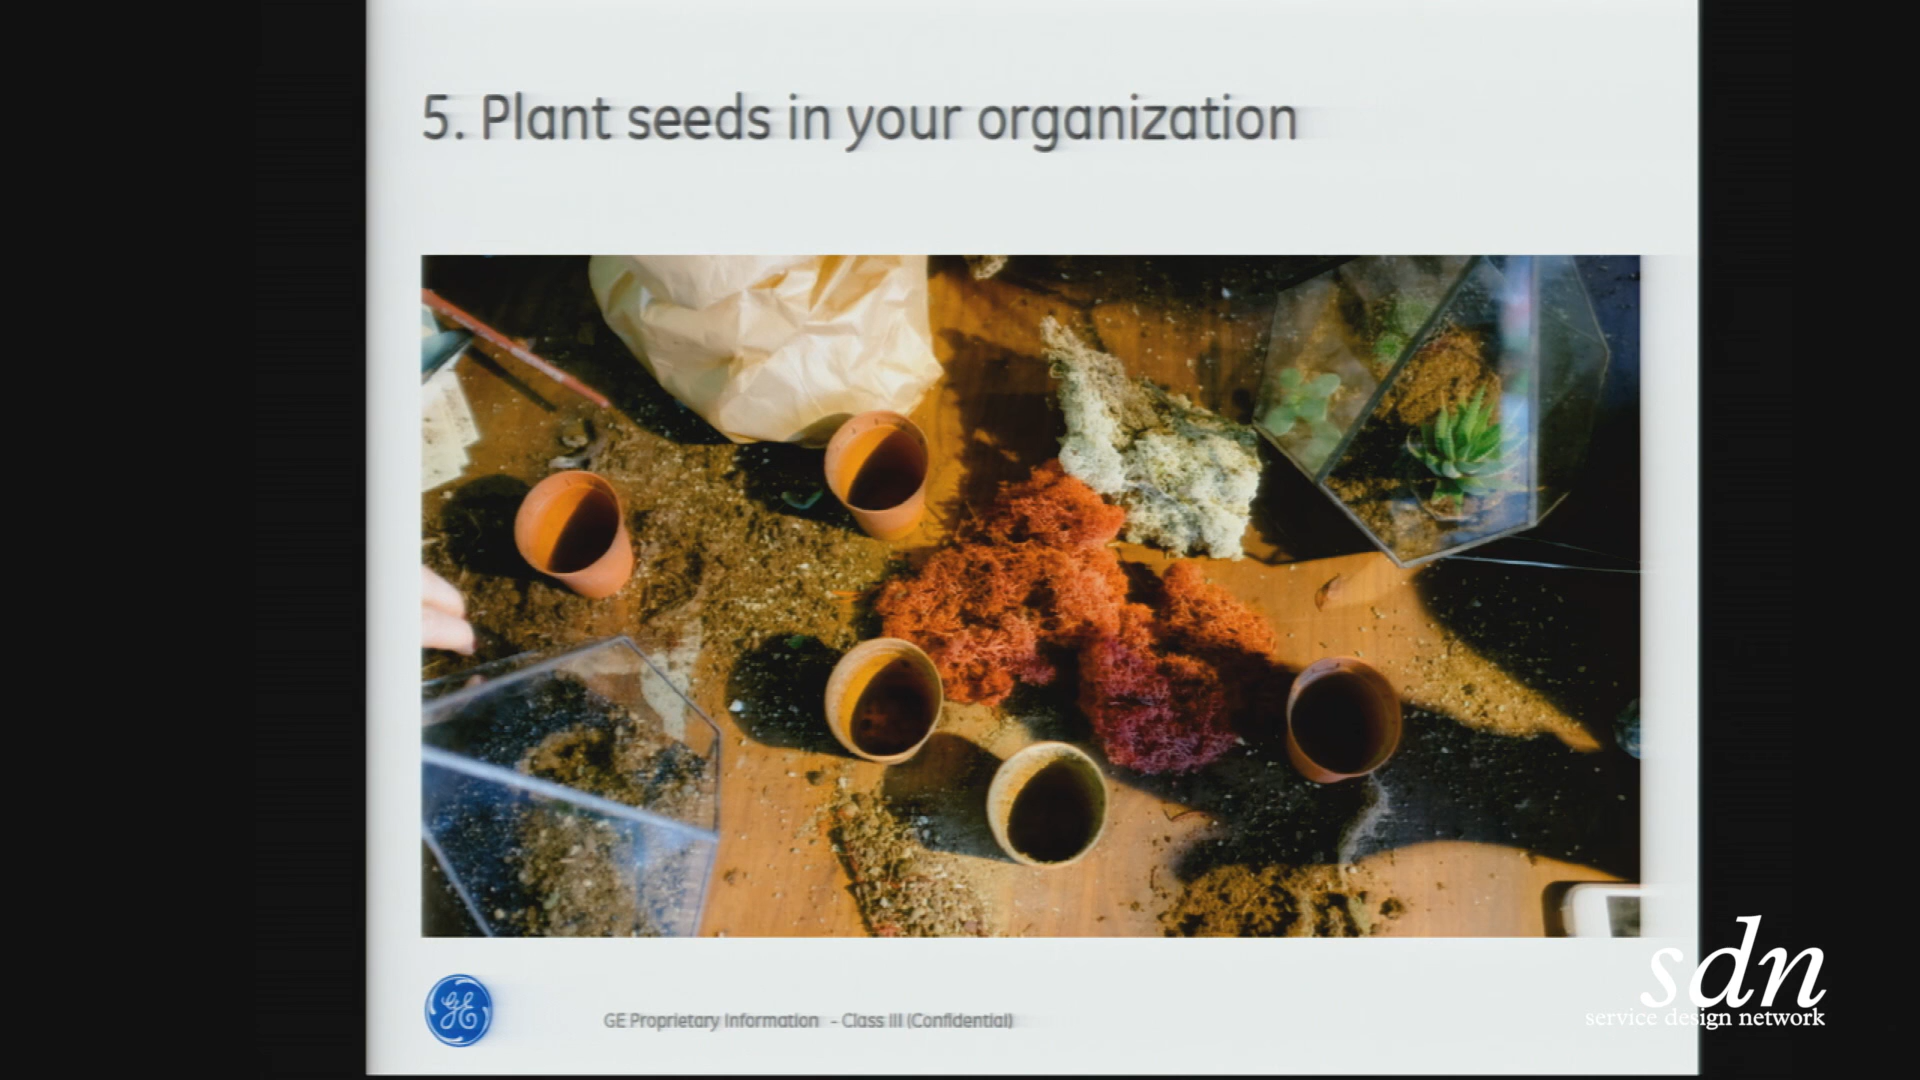 5. Plant seeds in your organization
GE
GE Proprietary Information - Class III (Confidential)
sdn
service design network